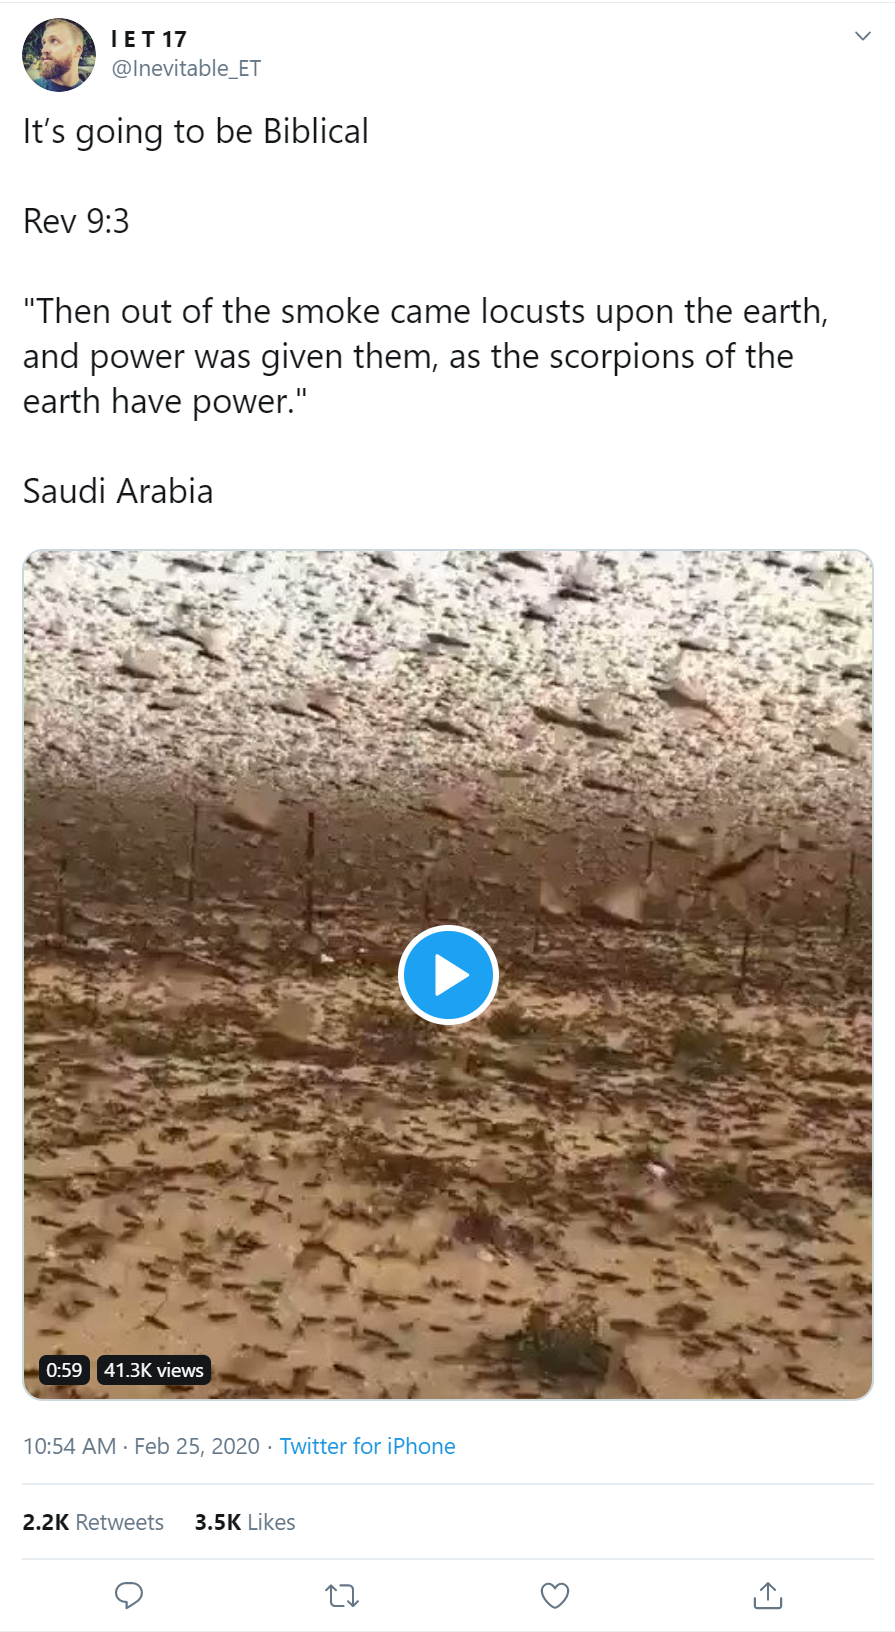 I E T 17
@Inevitable_ET
It’s going to be Biblical
Rev 9:3
"Then out of the smoke came locusts upon the earth,
and power was given them, as the scorpions of the
earth have power."
Saudi Arabia
0:59 41.3K views
10:54 AM · Feb 25, 2020 · Twitter for iPhone
2.2K Retweets 3.5K Likes